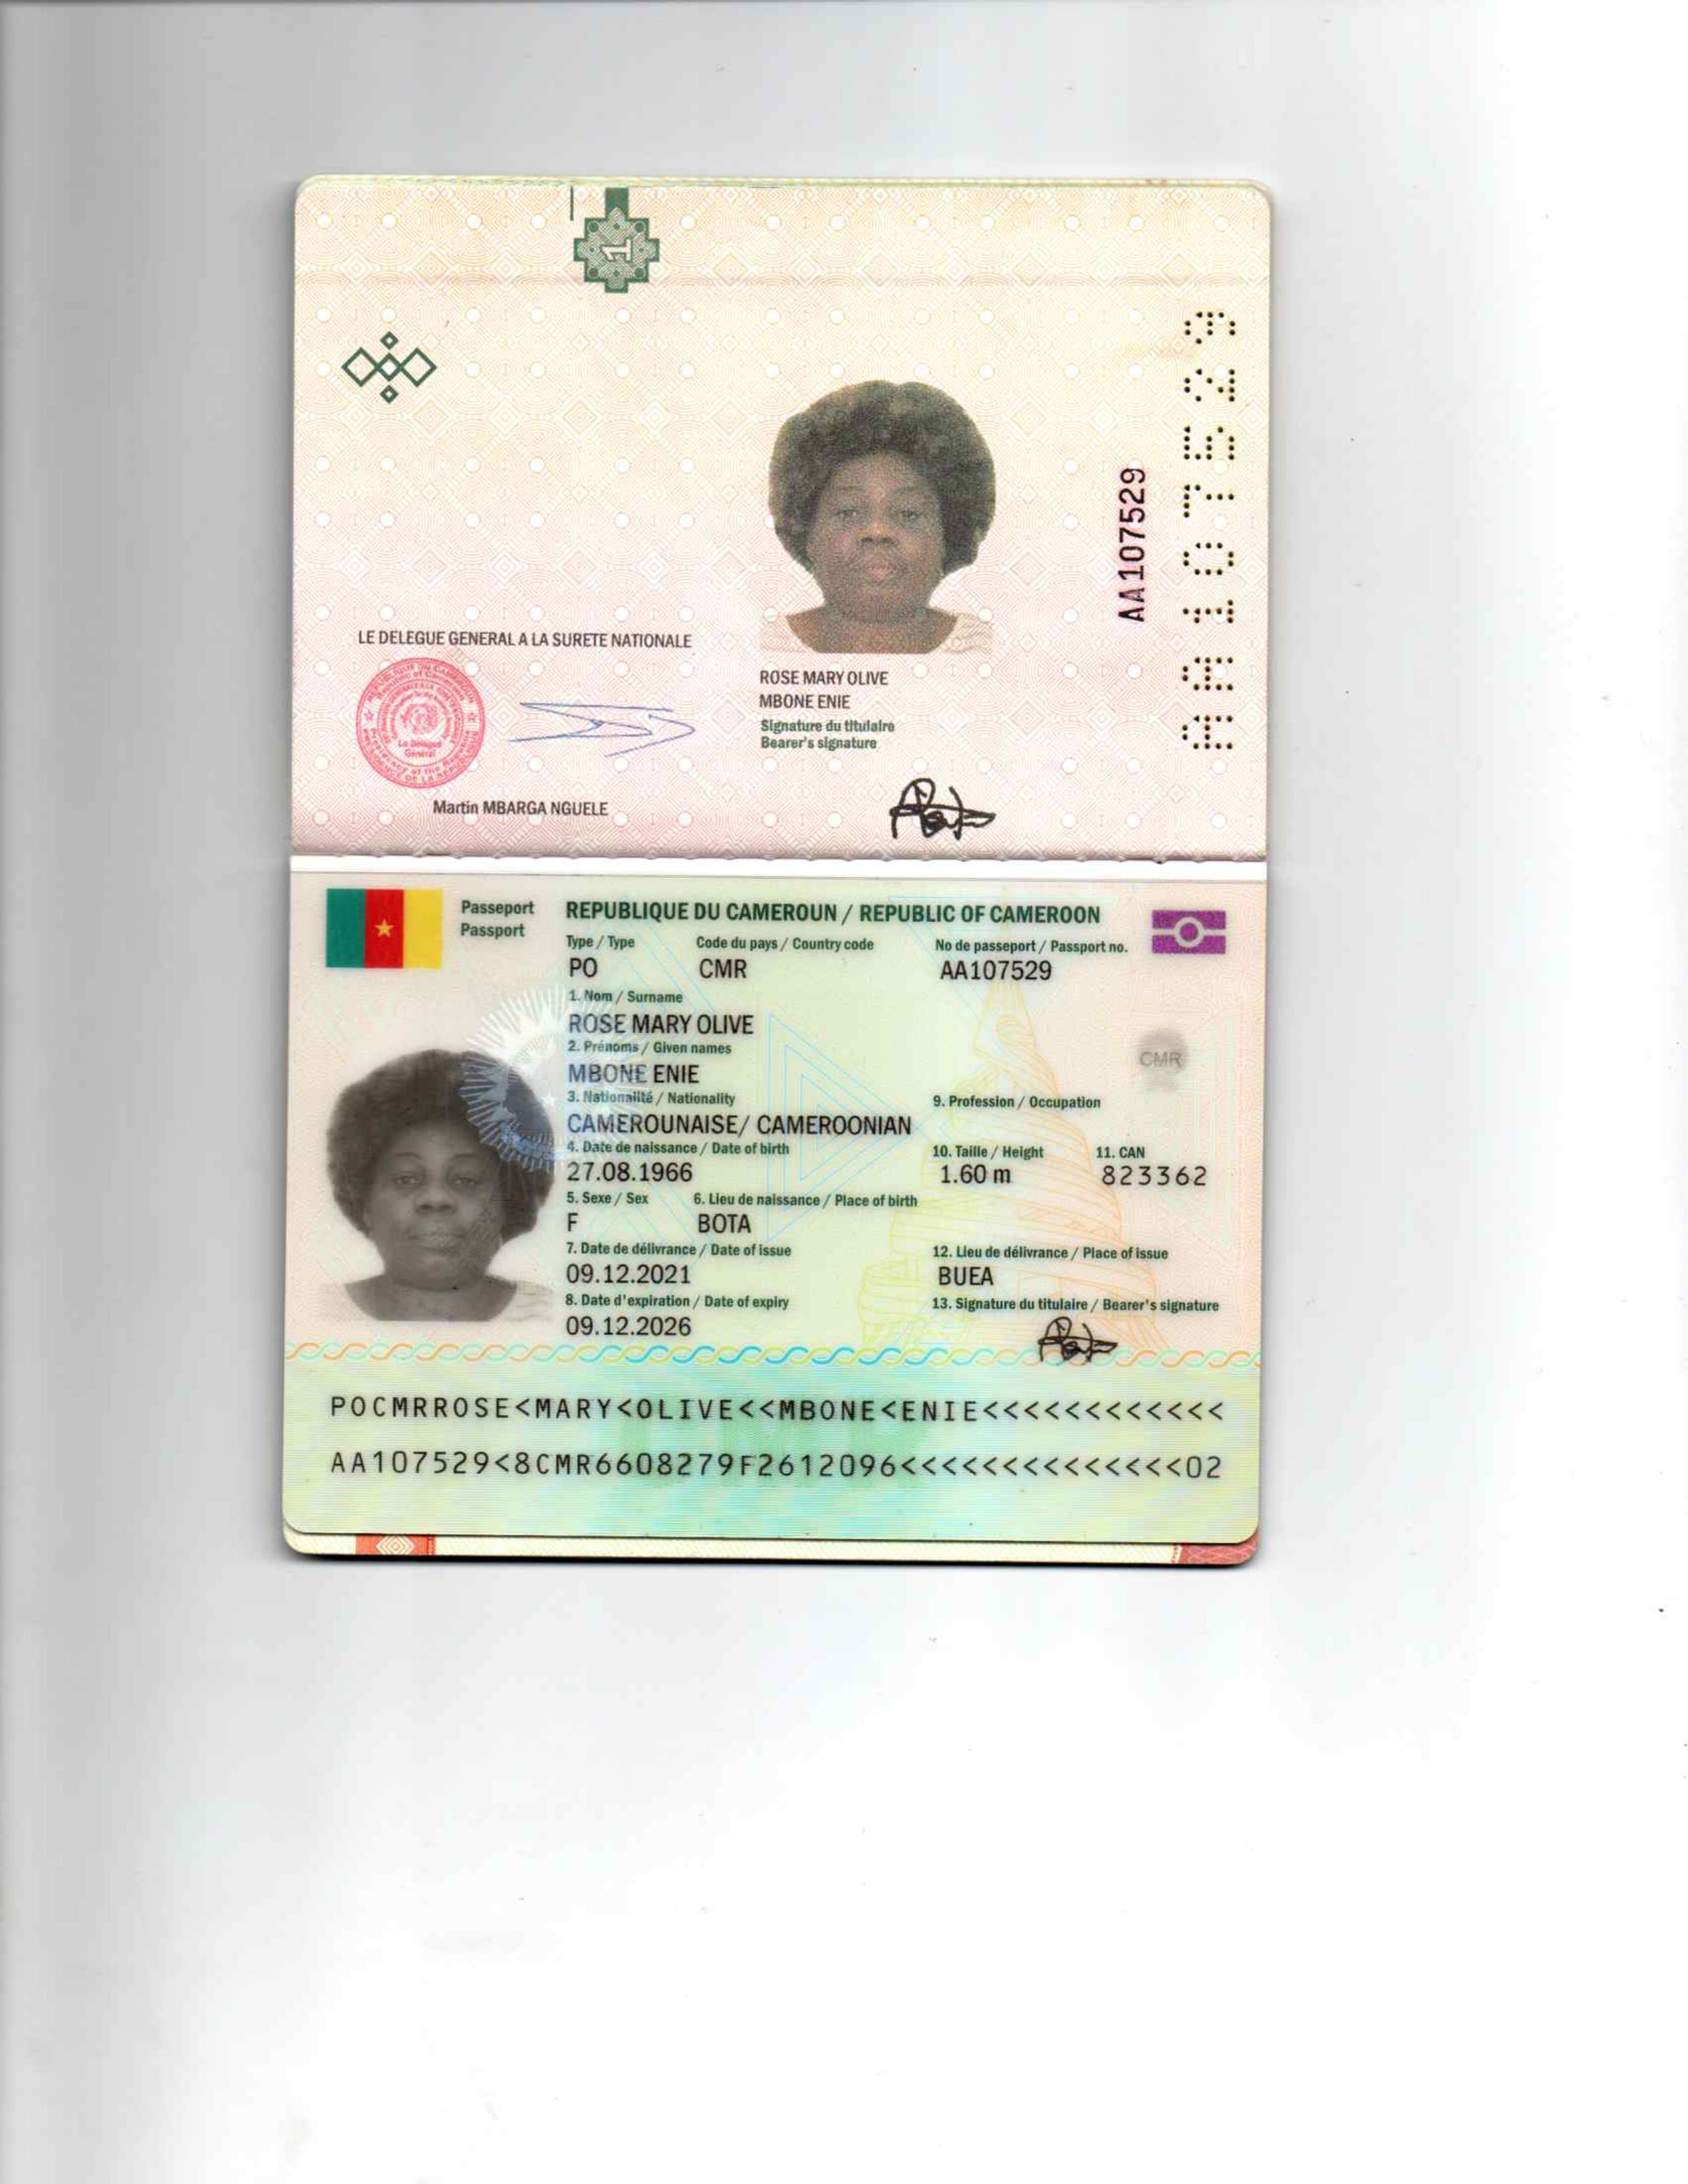 1
AA107529
AA107529
LE DELEGUE GENERAL A LA SURETE NATIONALE
ROSE MARY OLIVE
MBONE ENIE
Signature du titulaire
Bearer's signature
Le Délégué
Général
Martin MBARGA NGUELE
Passeport
Passport
REPUBLIQUE DU CAMEROUN / REPUBLIC OF CAMEROON
Type / Type Code du pays / Country code No de passeport / Passport no.
PO CMR AA107529
1. Nom / Surname
ROSE MARY OLIVE
2. Prénoms / Given names
MBONE ENIE
CMR
3. Nationalité / Nationality 9. Profession / Occupation
CAMEROUNAISE/ CAMEROONIAN
4. Date de naissance / Date of birth 10. Taille / Height 11. CAN
27.08.1966 1.60 m 823362
5. Sexe / Sex 6. Lieu de naissance / Place of birth
F BOTA
7. Date de délivrance / Date of issue 12. Lieu de délivrance / Place of issue
09.12.2021 BUEA
8. Date d'expiration / Date of expiry 13. Signature du titulaire / Bearer's signature
09.12.2026
POCMRROSE<MARY<OLIVE<<MBONE<ENIE<<<<<<<<<<<<
AA107529<8CMR6608279F2612096<<<<<<<<<<<<<<02